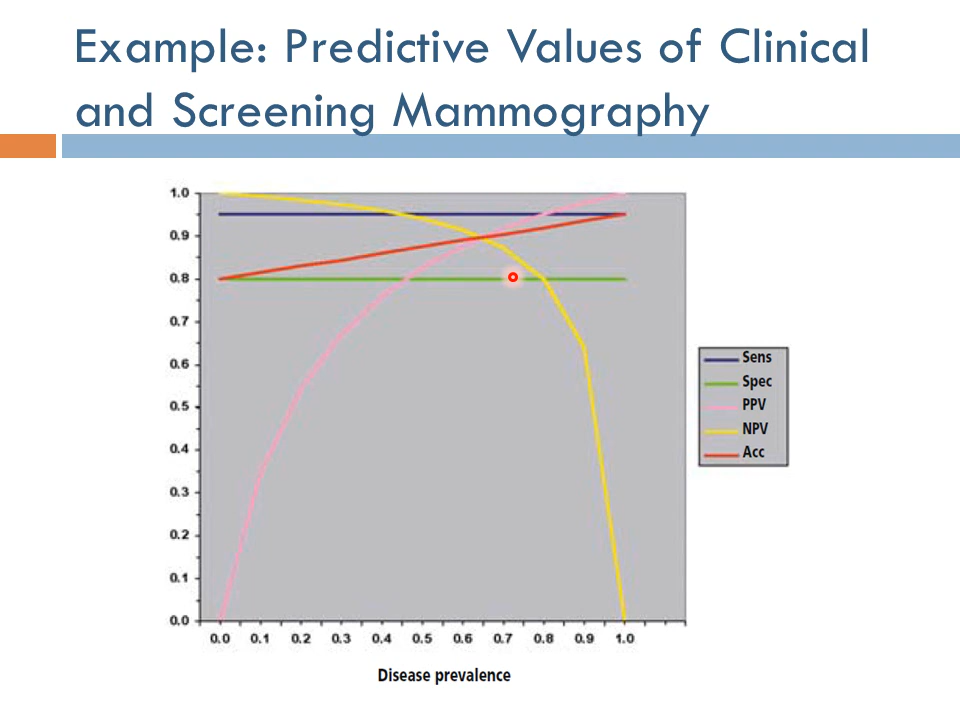 Example: Predictive Values of Clinical
and Screening Mammography
1.0
0.9
0.8
0.7
0.6
0.5
0.4
0.3
0.2
0.1
0.0
0.0 0.1 0.2 0.3 0.4 0.5 0.6 0.7 0.8 0.9 1.0
Disease prevalence
Sens
Spec
PPV
NPV
Acc